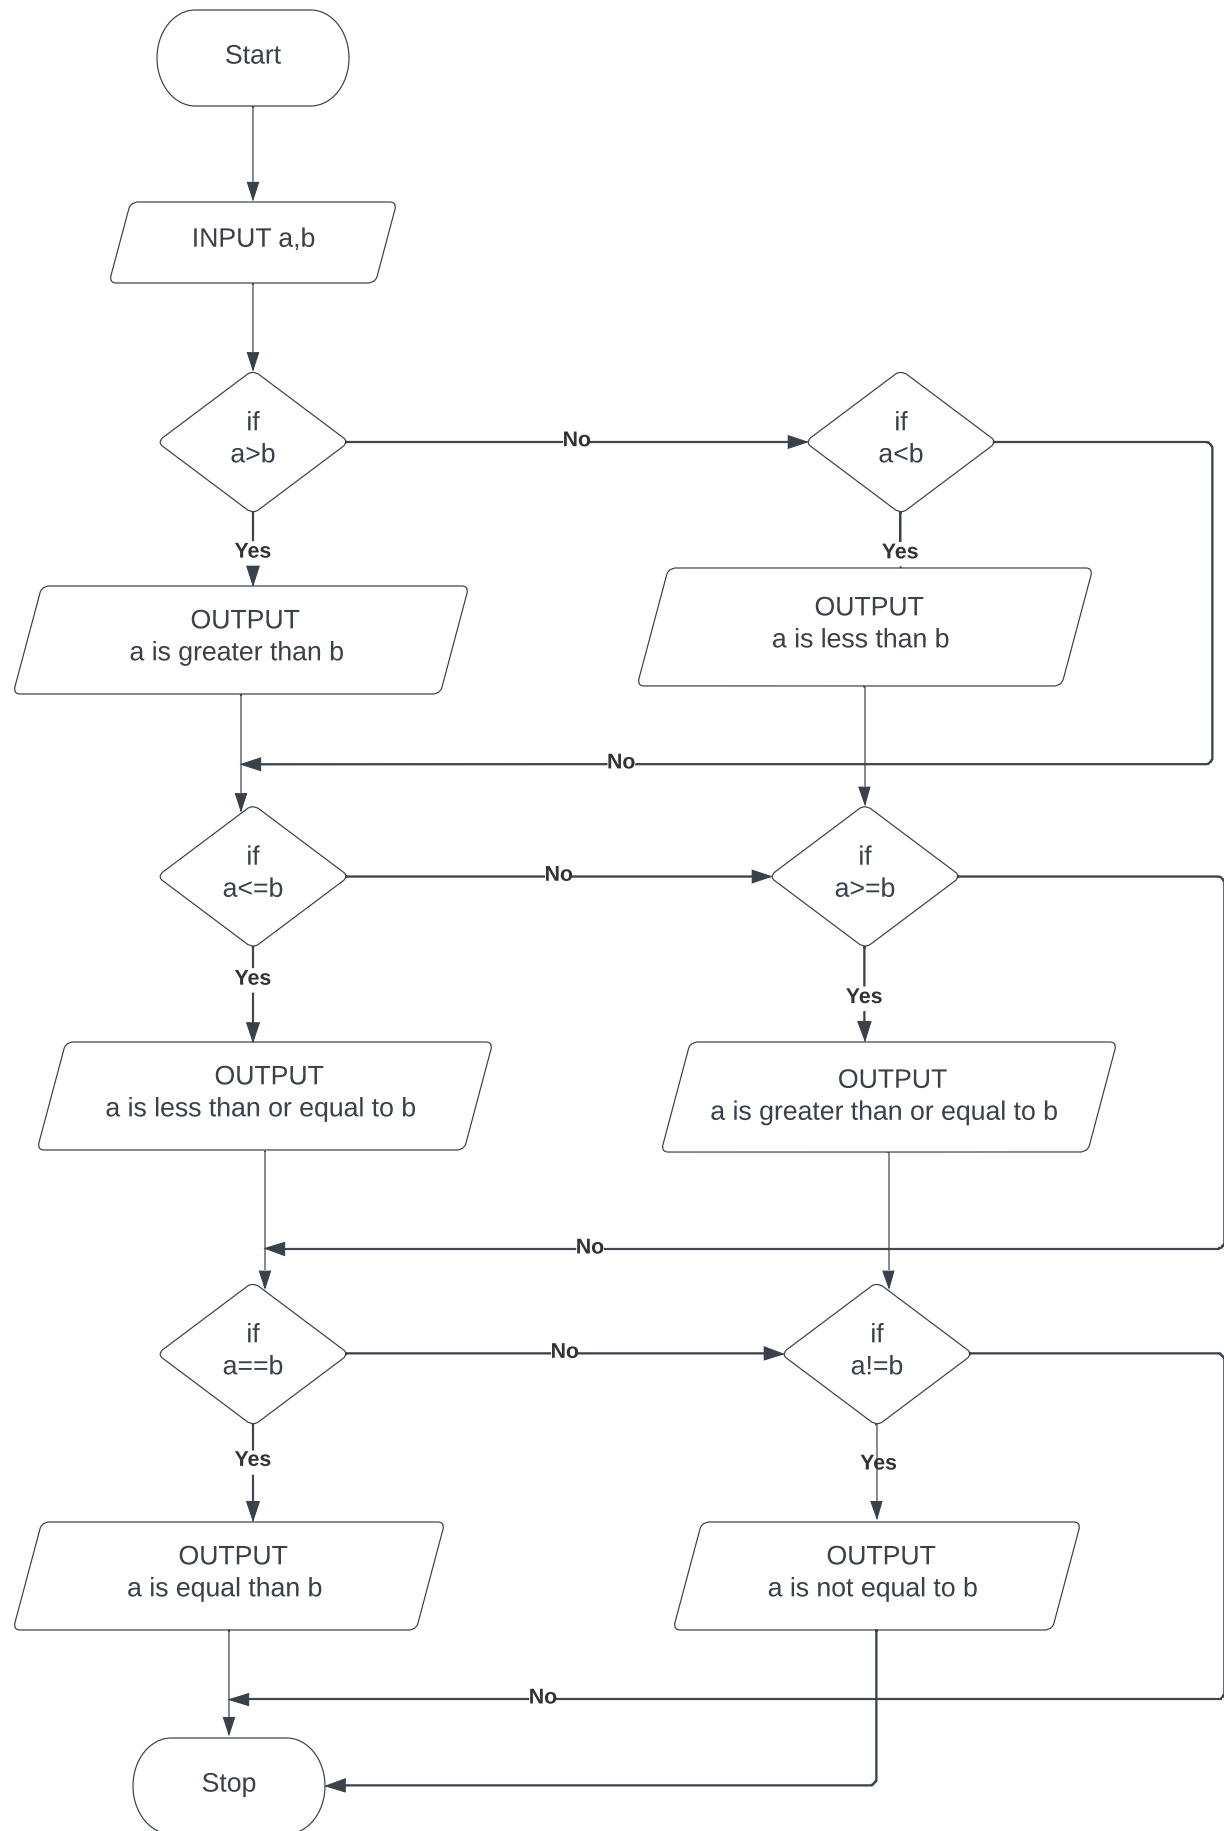 Start
INPUT a,b
if
a>b
No
if
a<b
Yes
Yes
OUTPUT
a is greater than b
OUTPUT
a is less than b
No
if
a<=b
No
if
a>=b
Yes
Yes
OUTPUT
a is less than or equal to b
OUTPUT
a is greater than or equal to b
No
if
a==b
No
if
a!=b
Yes
Yes
OUTPUT
a is equal than b
OUTPUT
a is not equal to b
No
Stop